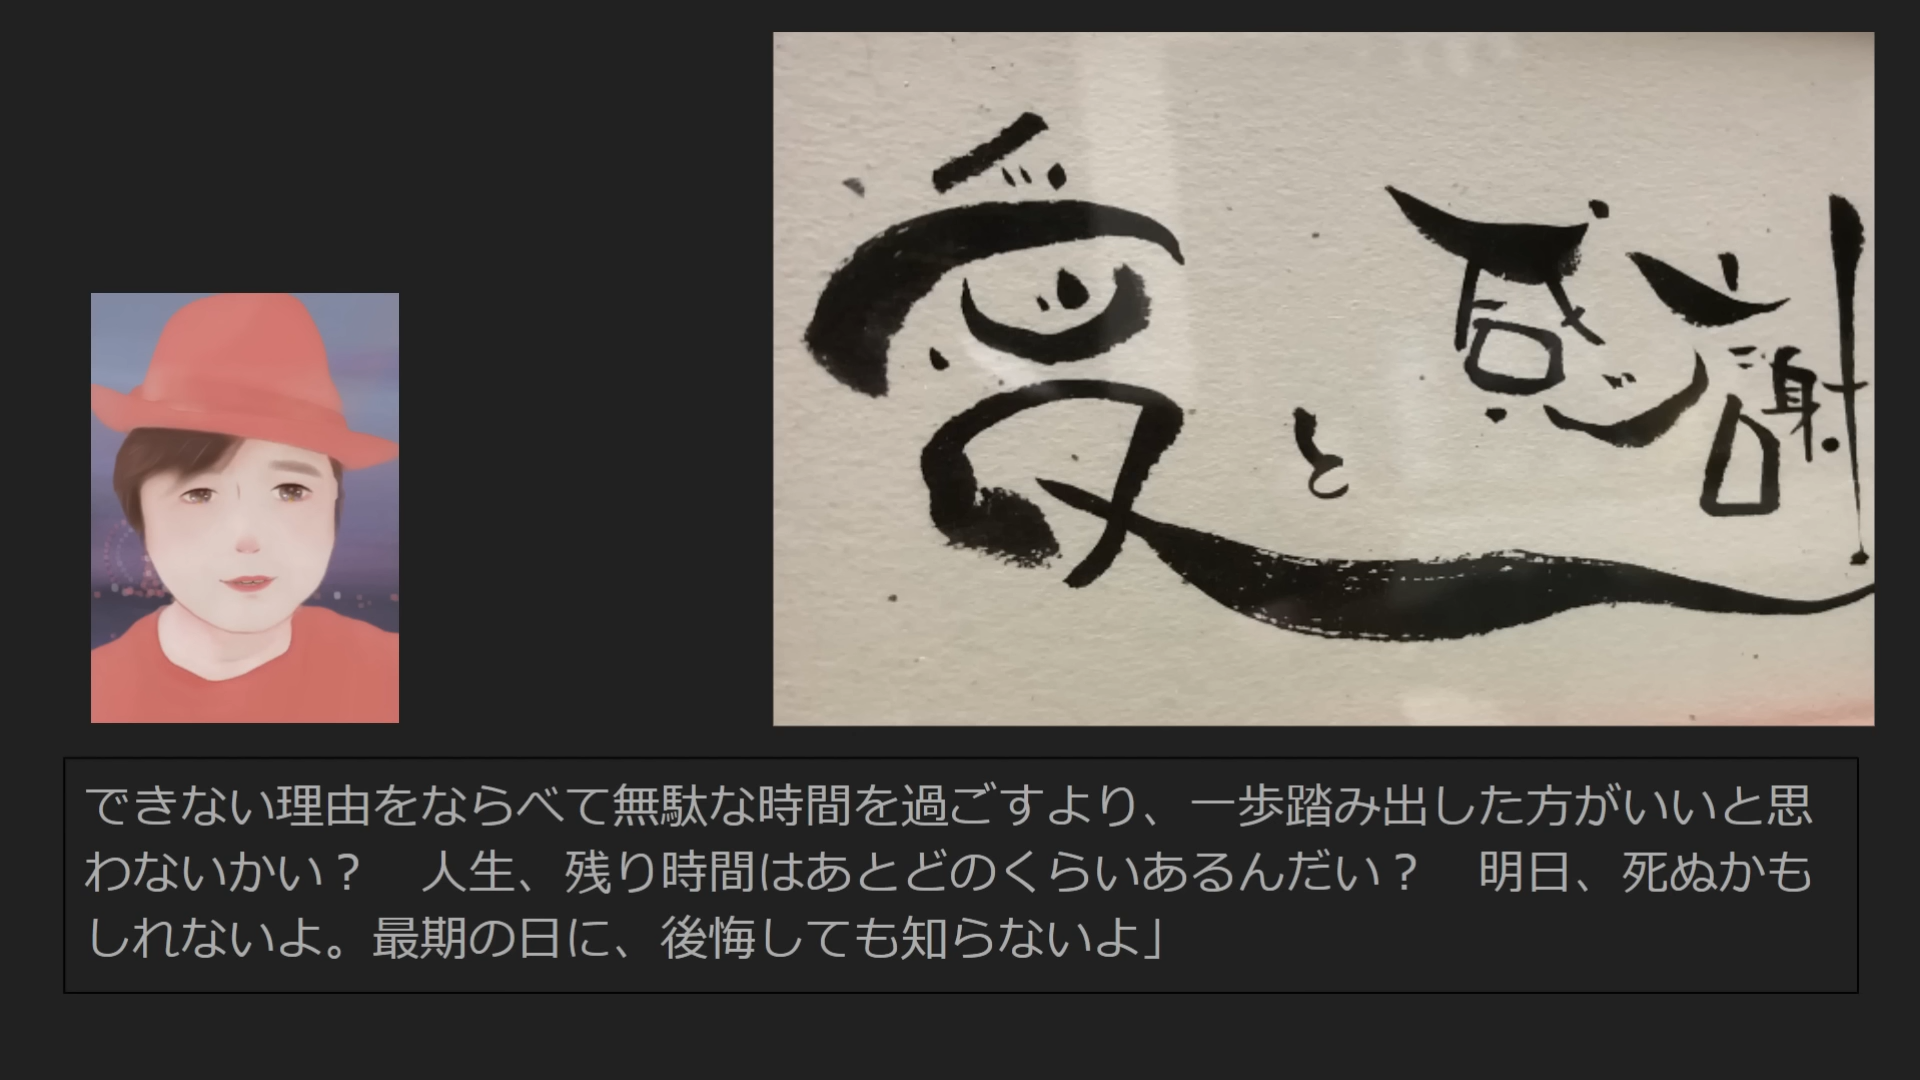 愛と感謝
できない理由をならべて無駄な時間を過ごすより、一歩踏み出した方がいいと思
わないかい？　人生、残り時間はあとどのくらいあるんだい？　明日、死ぬかも
しれないよ。最期の日に、後悔しても知らないよ」